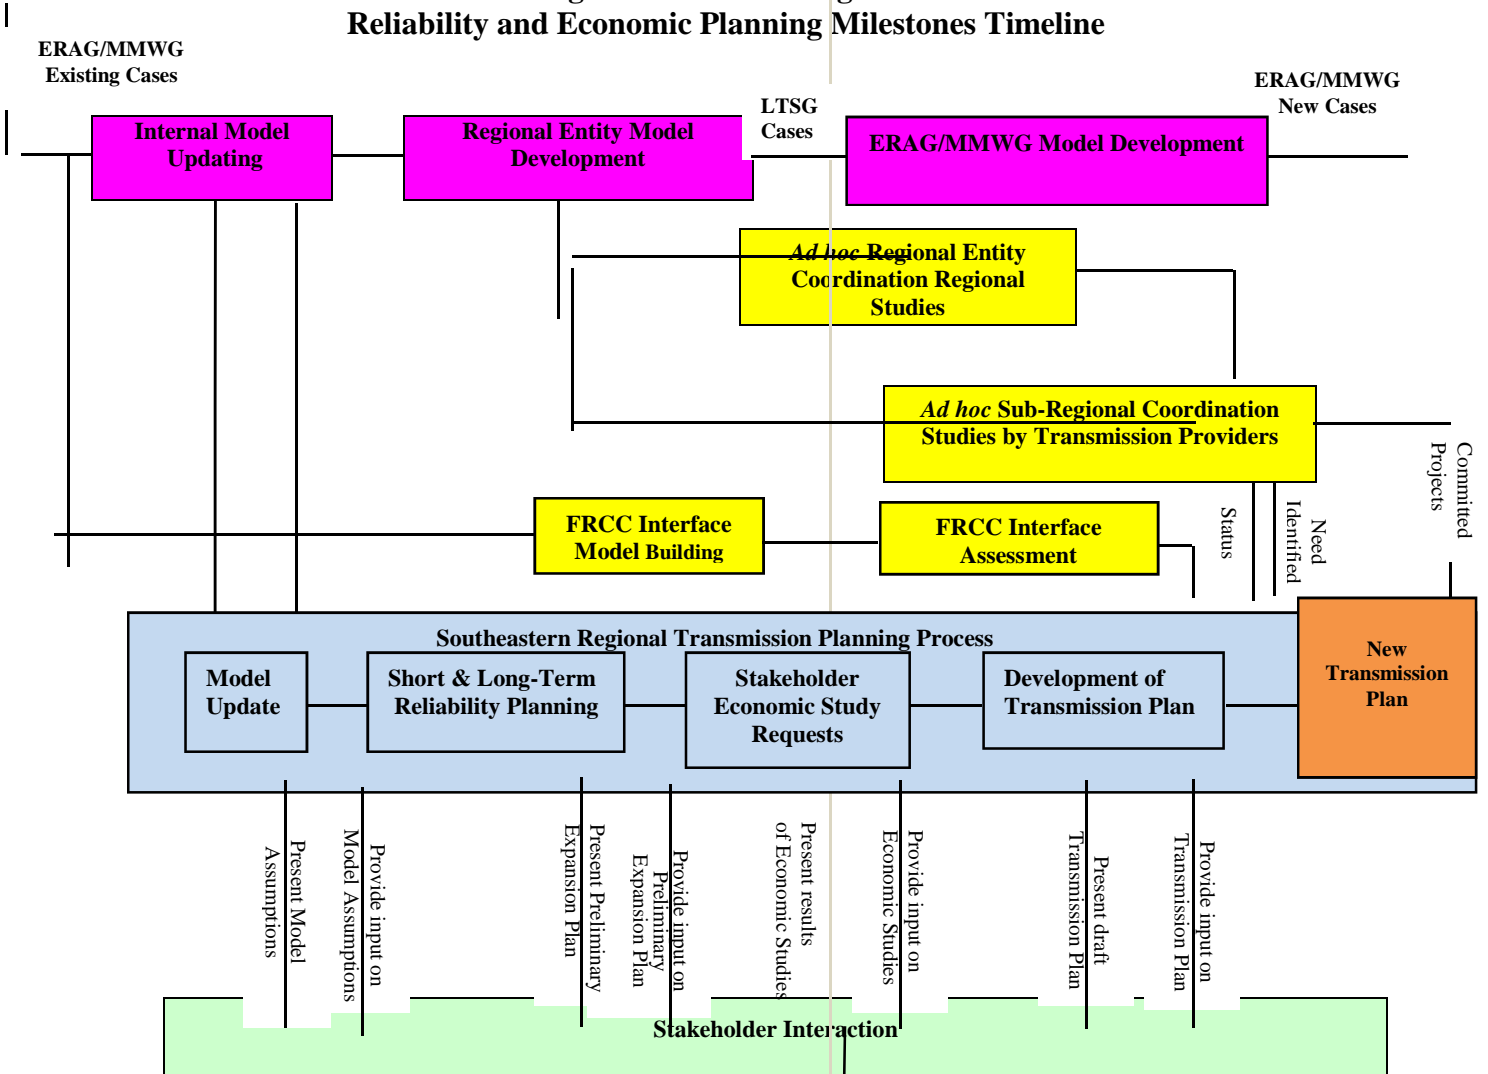 Reliability and Economic Planning Milestones Timeline
ERAG/MMWG
Existing Cases
ERAG/MMWG
New Cases
LTSG
Cases
Internal Model
Updating
Regional Entity Model
Development
ERAG/MMWG Model Development
Ad hoc Regional Entity
Coordination Regional
Studies
Ad hoc Sub-Regional Coordination
Studies by Transmission Providers
Committed
Projects
FRCC Interface
Model Building
FRCC Interface
Assessment
Status
Need
Identified
Southeastern Regional Transmission Planning Process
Model
Update
Short & Long-Term
Reliability Planning
Stakeholder
Economic Study
Requests
Development of
Transmission Plan
New
Transmission
Plan
Present Model
Assumptions
Provide input on
Model Assumptions
Present Preliminary
Expansion Plan
Provide input on
Preliminary
Expansion Plan
Present results
of Economic Studies
Provide input on
Economic Studies
Present draft
Transmission Plan
Provide input on
Transmission Plan
Stakeholder Interaction